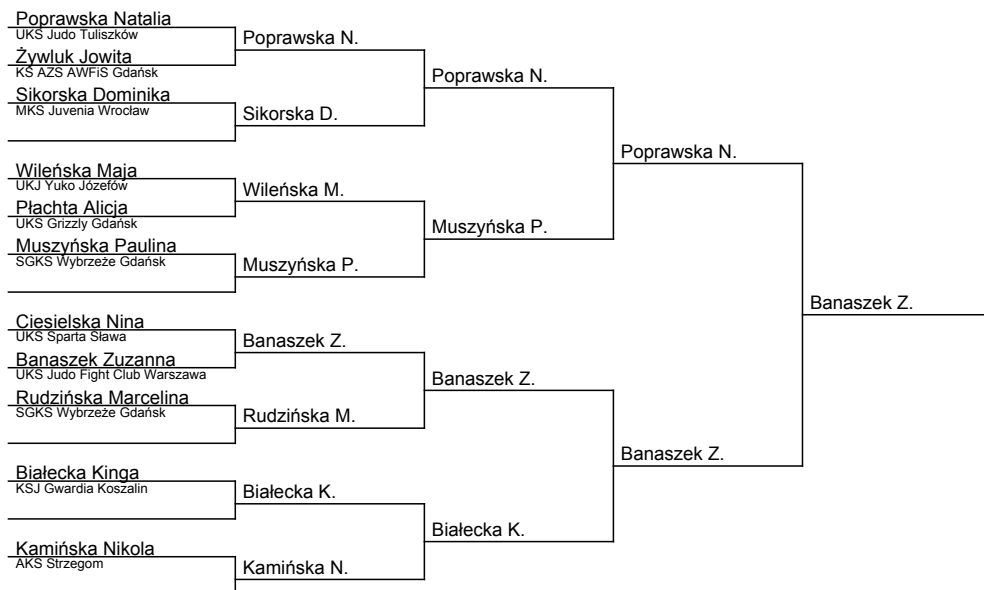 Poprawska Natalia
UKS Judo Tuliszków
Żywluk Jowita
KS AZS AWFiS Gdańsk
Sikorska Dominika
MKS Juvenia Wrocław
Wileńska Maja
UKJ Yuko Józefów
Płachta Alicja
UKS Grizzly Gdańsk
Muszyńska Paulina
SGKS Wybrzeże Gdańsk
Ciesielska Nina
UKS Sparta Sława
Banaszek Zuzanna
UKS Judo Fight Club Warszawa
Rudzińska Marcelina
SGKS Wybrzeże Gdańsk
Białecka Kinga
KSJ Gwardia Koszalin
Kamińska Nikola
AKS Strzegom
Poprawska N.
Sikorska D.
Wileńska M.
Muszyńska P.
Banaszek Z.
Rudzińska M.
Białecka K.
Kamińska N.
Poprawska N.
Muszyńska P.
Banaszek Z.
Białecka K.
Poprawska N.
Banaszek Z.
Banaszek Z.